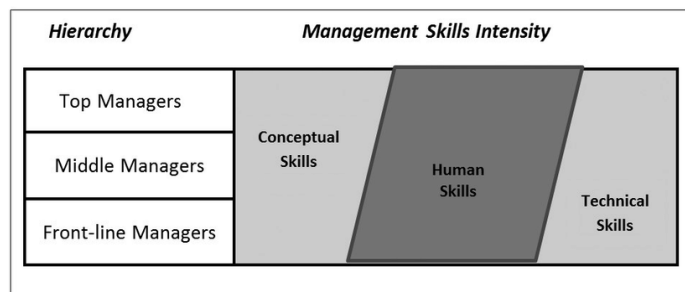 Hierarchy
Management Skills Intensity
Top Managers
Middle Managers
Front-line Managers
Conceptual
Skills
Human
Skills
Technical
Skills